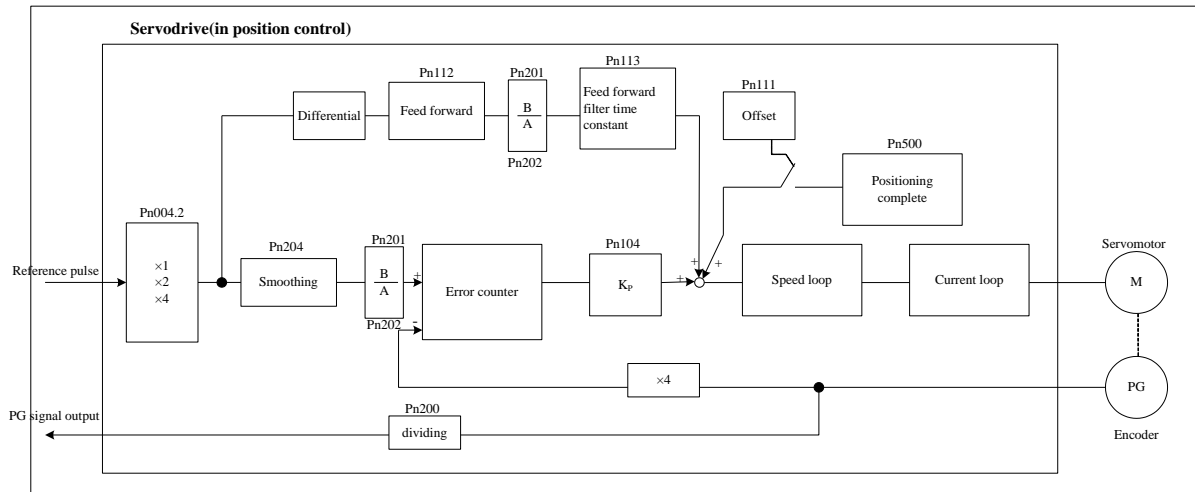 Servodrive(in position control)
Pn112
Pn201
Pn113
Pn111
Differential
Feed forward
B
A
Feed forward
filter time
constant
Offset
Pn202
Pn500
Positioning
complete
Pn004.2
Pn204
Pn201
Pn104
Servomotor
Reference pulse
×1
×2
×4
Smoothing
B
A
+
-
Error counter
KP
+
+
+
Speed loop
Current loop
M
Pn202
×4
PG
PG signal output
Pn200
dividing
Encoder